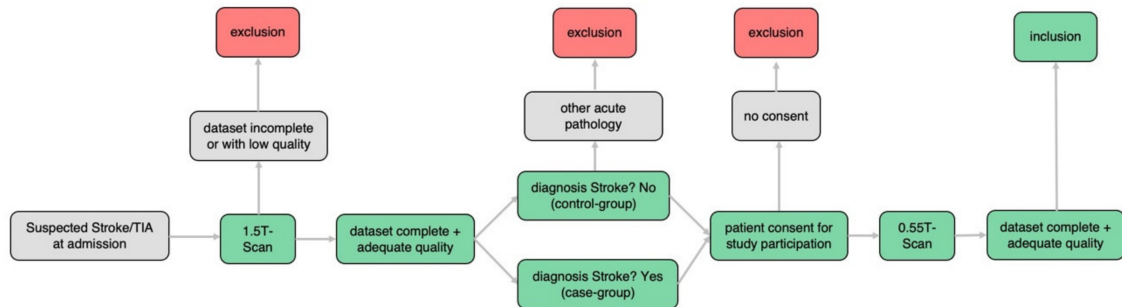 exclusion
exclusion
exclusion
inclusion
dataset incomplete
or with low quality
other acute
pathology
no consent
Suspected Stroke/TIA
at admission
1.5T-
Scan
dataset complete +
adequate quality
diagnosis Stroke? No
(control-group)
diagnosis Stroke? Yes
(case-group)
patient consent for
study participation
0.55T-
Scan
dataset complete +
adequate quality